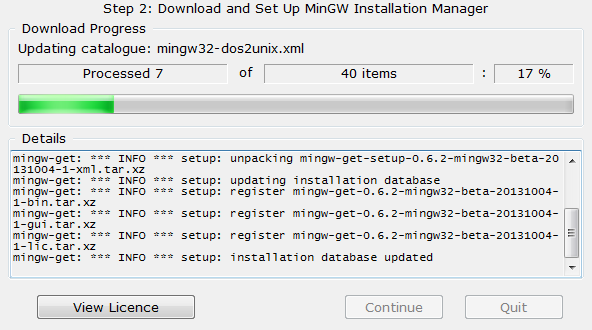 Step 2: Download and Set Up MinGW Installation Manager
Download Progress
Updating catalogue: mingw32-dos2unix.xml
Processed 7 of 40 items : 17 %
Details
mingw-get: *** INFO *** setup: unpacking mingw-get-setup-0.6.2-mingw32-beta-20
131004-1-xml.tar.xz
mingw-get: *** INFO *** setup: updating installation database
mingw-get: *** INFO *** setup: register mingw-get-0.6.2-mingw32-beta-20131004-
1-bin.tar.xz
mingw-get: *** INFO *** setup: register mingw-get-0.6.2-mingw32-beta-20131004-
1-gui.tar.xz
mingw-get: *** INFO *** setup: register mingw-get-0.6.2-mingw32-beta-20131004-
1-lic.tar.xz
mingw-get: *** INFO *** setup: installation database updated
View Licence Continue Quit